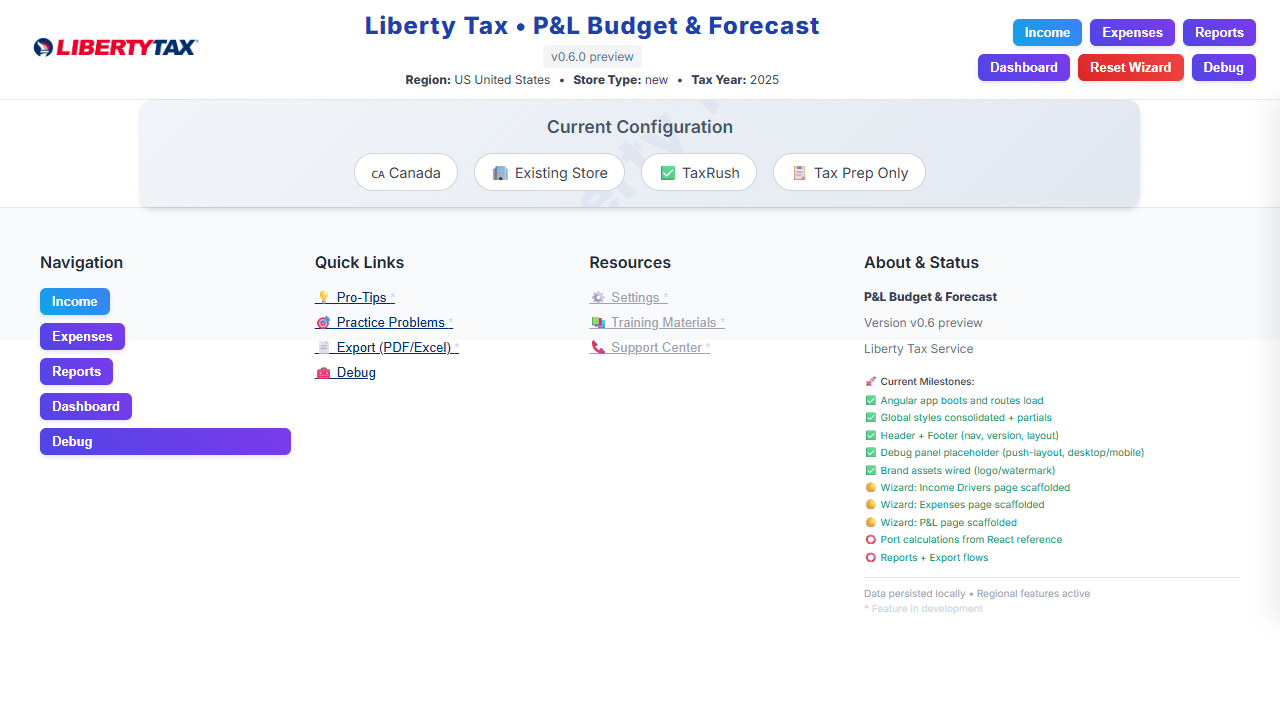 LIBERTYTAX
Liberty Tax • P&L Budget & Forecast
v0.6.0 preview
Region: US United States • Store Type: new • Tax Year: 2025
Income Expenses Reports
Dashboard Reset Wizard Debug
Current Configuration
CA Canada
🏢 Existing Store
✅ TaxRush
📋 Tax Prep Only
Navigation
Income
Expenses
Reports
Dashboard
Debug
Quick Links
💡 Pro-Tips *
🎯 Practice Problems *
📄 Export (PDF/Excel) *
🧰 Debug
Resources
⚙️ Settings *
📚 Training Materials *
📞 Support Center *
About & Status
P&L Budget & Forecast
Version v0.6 preview
Liberty Tax Service
🚀 Current Milestones:
✅ Angular app boots and routes load
✅ Global styles consolidated + partials
✅ Header + Footer (nav, version, layout)
✅ Debug panel placeholder (push-layout, desktop/mobile)
✅ Brand assets wired (logo/watermark)
🟡 Wizard: Income Drivers page scaffolded
🟡 Wizard: Expenses page scaffolded
🟡 Wizard: P&L page scaffolded
⭕ Port calculations from React reference
⭕ Reports + Export flows
Data persisted locally • Regional features active
* Feature in development